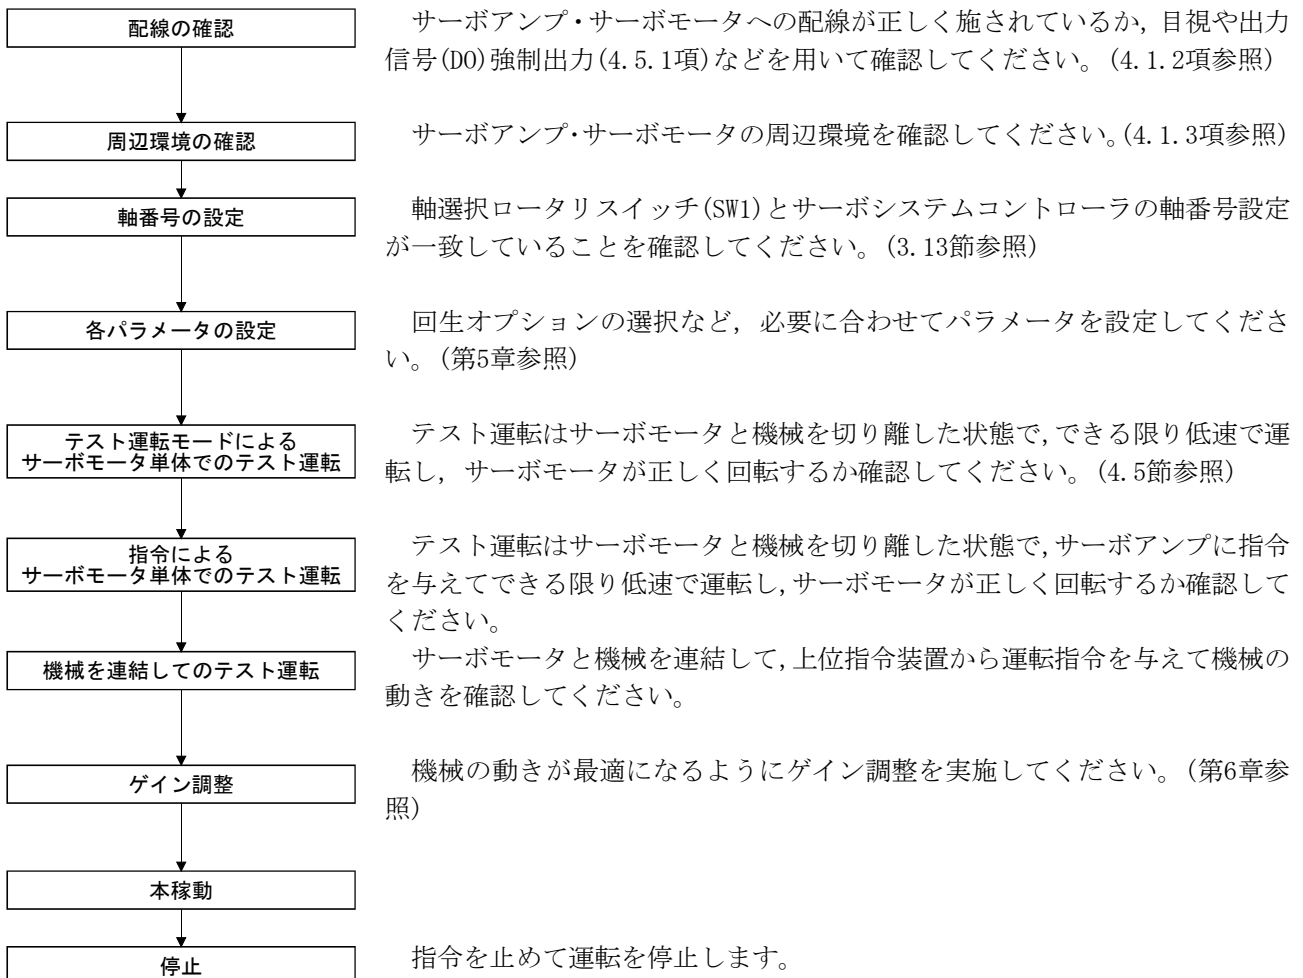 配線の確認
サーボアンプ・サーボモータへの配線が正しく施されているか，目視や出力
信号(DO)強制出力(4.5.1項)などを用いて確認してください。(4.1.2項参照)
周辺環境の確認
サーボアンプ・サーボモータの周辺環境を確認してください。(4.1.3項参照)
軸番号の設定
軸選択ロータリスイッチ(SW1)とサーボシステムコントローラの軸番号設定
が一致していることを確認してください。(3.13節参照)
各パラメータの設定
回生オプションの選択など，必要に合わせてパラメータを設定してくださ
い。(第5章参照)
テスト運転モードによる
サーボモータ単体でのテスト運転
テスト運転はサーボモータと機械を切り離した状態で，できる限り低速で運
転し，サーボモータが正しく回転するか確認してください。(4.5節参照)
指令による
サーボモータ単体でのテスト運転
テスト運転はサーボモータと機械を切り離した状態で，サーボアンプに指令
を与えてできる限り低速で運転し，サーボモータが正しく回転するか確認して
ください。
機械を連結してのテスト運転
サーボモータと機械を連結して，上位指令装置から運転指令を与えて機械の
動きを確認してください。
ゲイン調整
機械の動きが最適になるようにゲイン調整を実施してください。(第6章参
照)
本稼動
停止
指令を止めて運転を停止します。